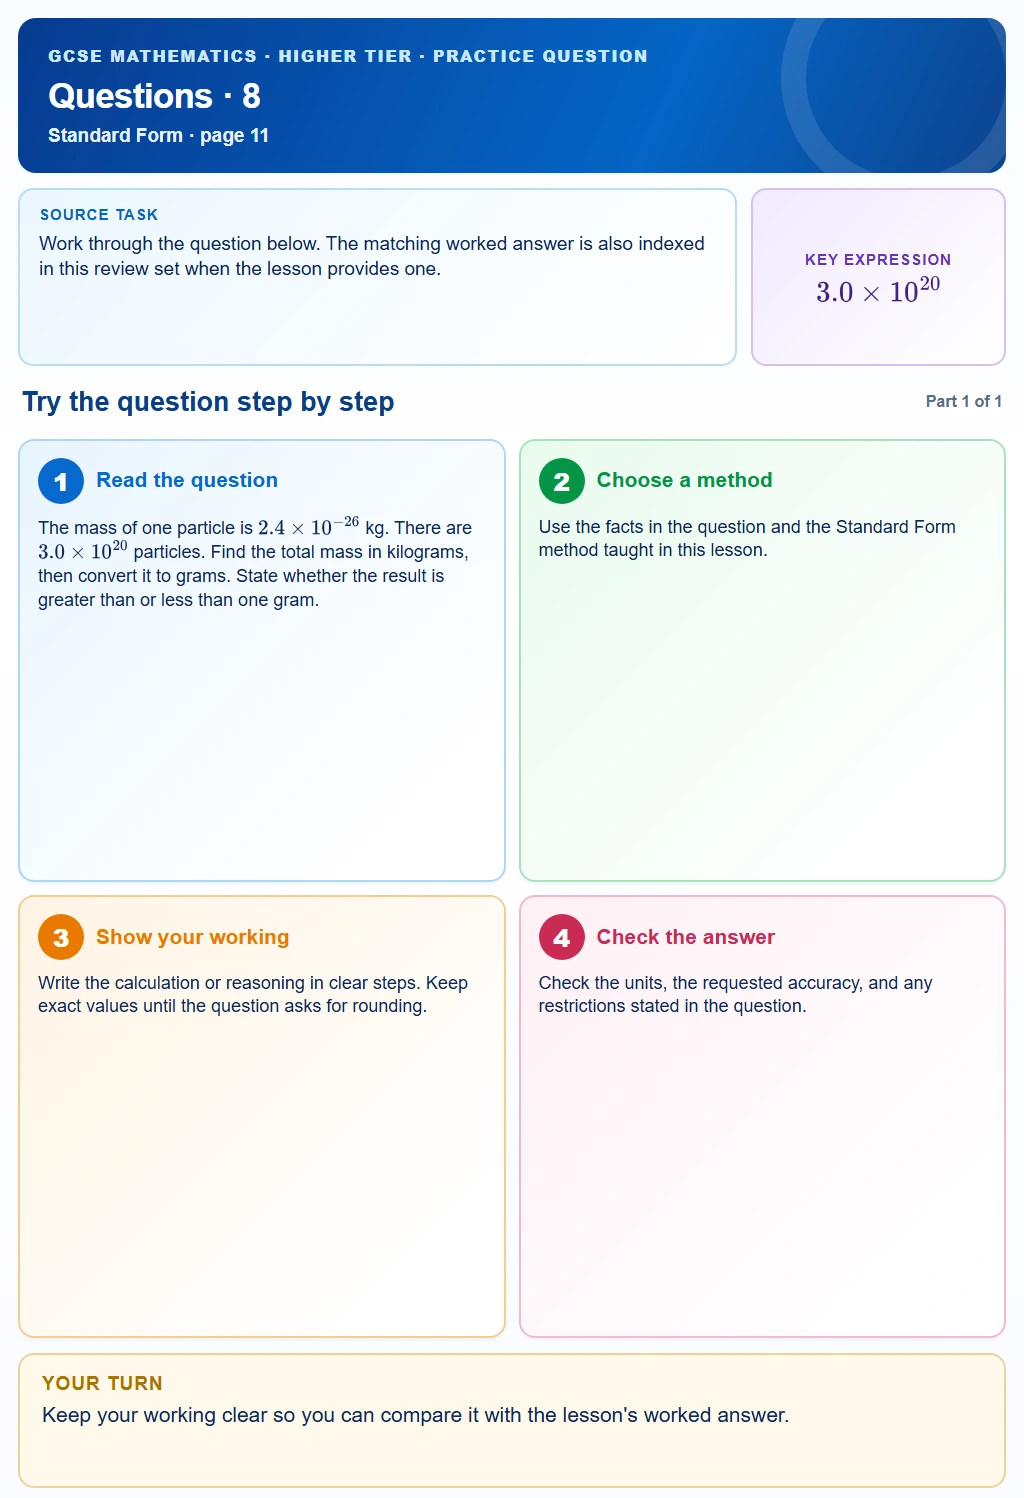 GCSE MATHEMATICS · HIGHER TIER · PRACTICE QUESTION
Questions · 8
Standard Form · page 11
SOURCE TASK
Work through the question below. The matching worked answer is also indexed
in this review set when the lesson provides one.
KEY EXPRESSION
3.0 × 10^20
Try the question step by step
Part 1 of 1
1 Read the question
The mass of one particle is 2.4 × 10^−26 kg. There are
3.0 × 10^20 particles. Find the total mass in kilograms,
then convert it to grams. State whether the result is
greater than or less than one gram.
2 Choose a method
Use the facts in the question and the Standard Form
method taught in this lesson.
3 Show your working
Write the calculation or reasoning in clear steps. Keep
exact values until the question asks for rounding.
4 Check the answer
Check the units, the requested accuracy, and any
restrictions stated in the question.
YOUR TURN
Keep your working clear so you can compare it with the lesson's worked answer.